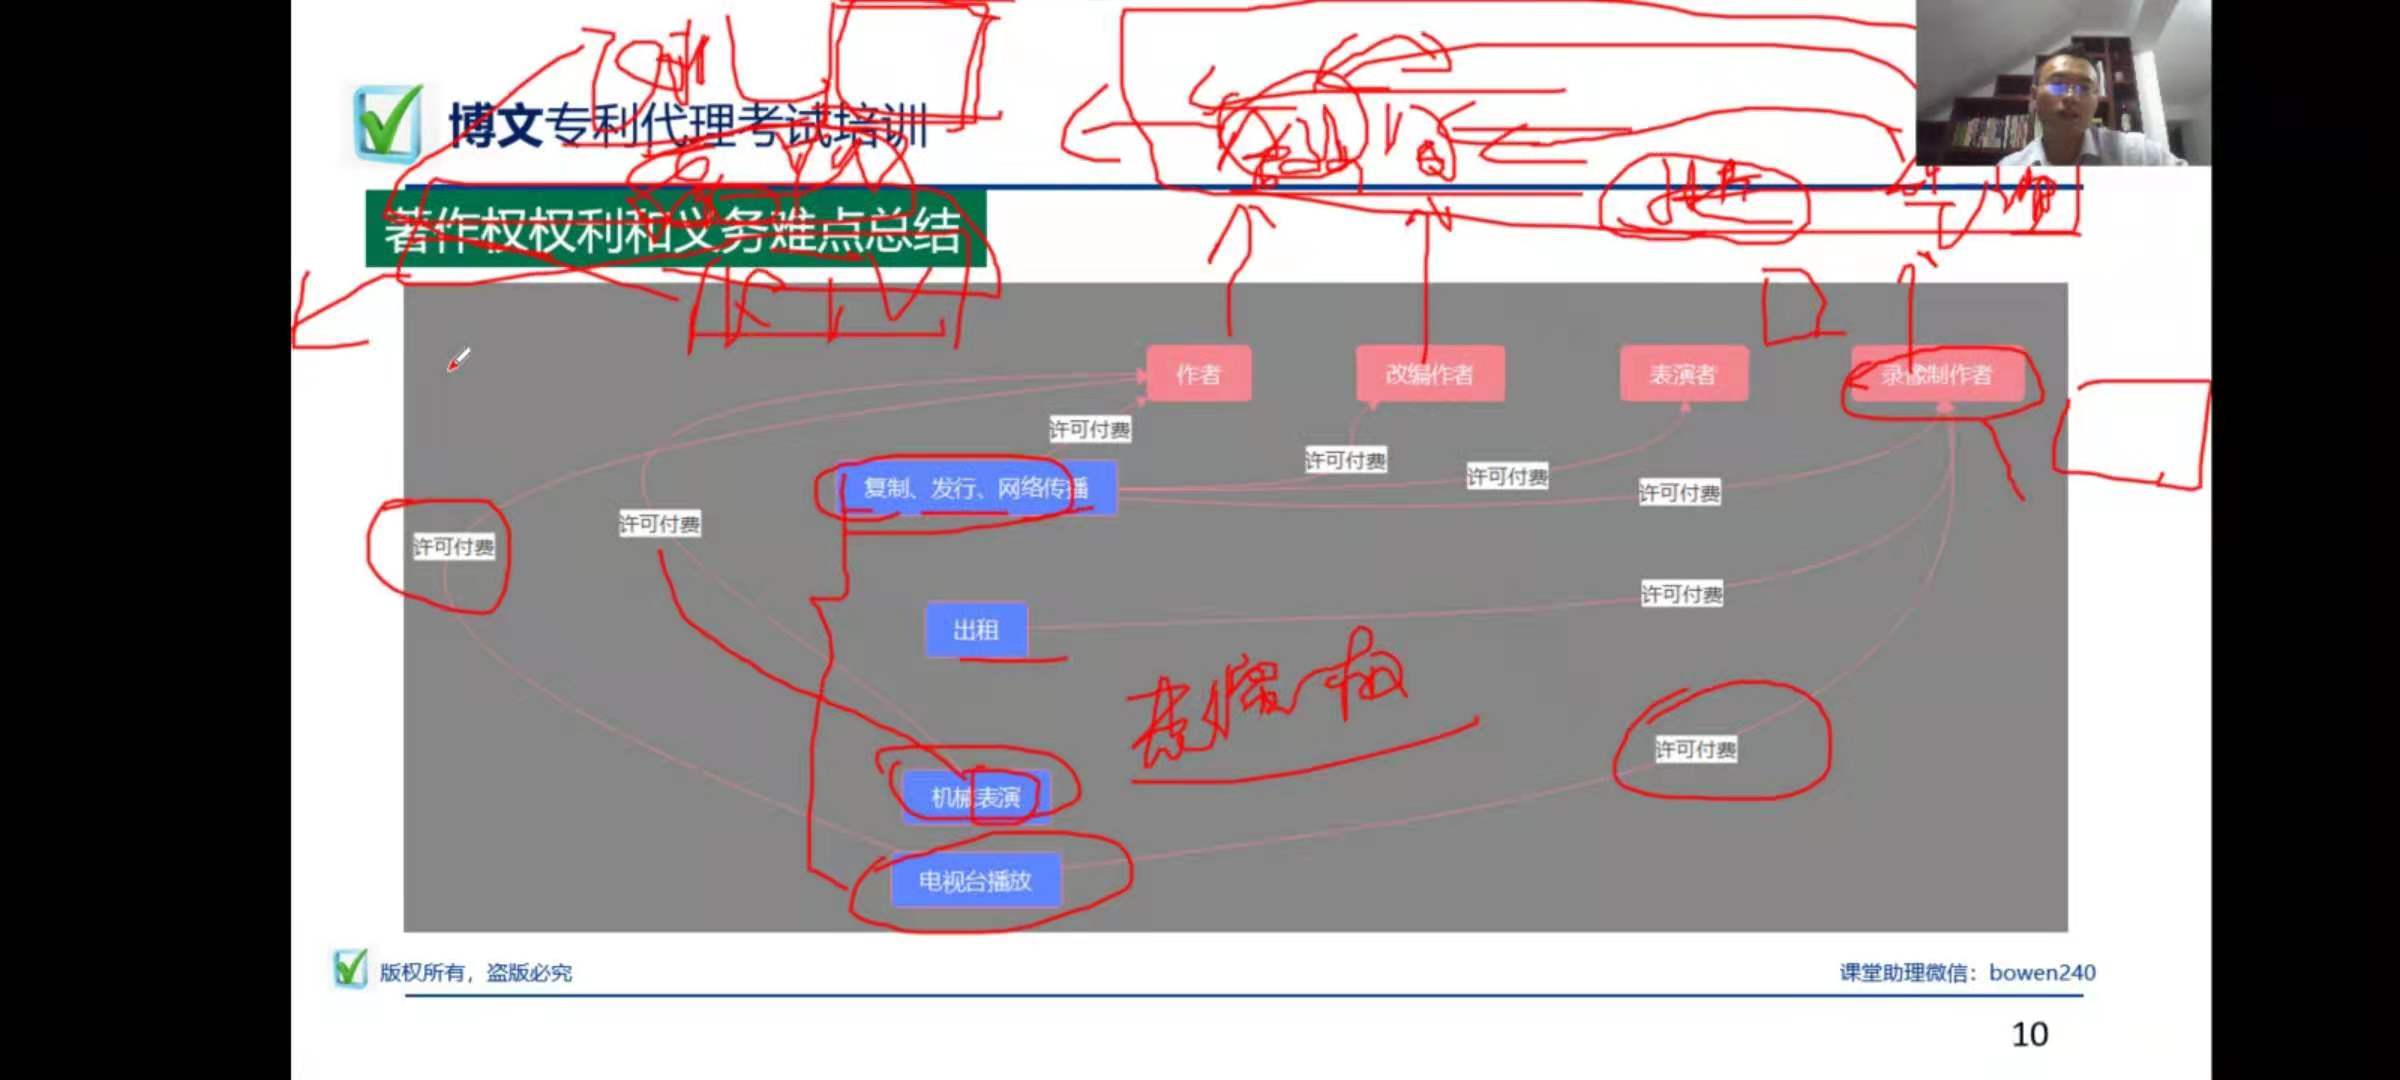 博文专利代理考试培训
著作权权利和义务难点总结
作者
改编作者
表演者
录像制作者
许可付费
许可付费
许可付费
复制、发行、网络传播
许可付费
许可付费
许可付费
出租
许可付费
表演权
许可付费
机械表演
电视台播放
版权所有，盗版必究
课堂助理微信：bowen240
10